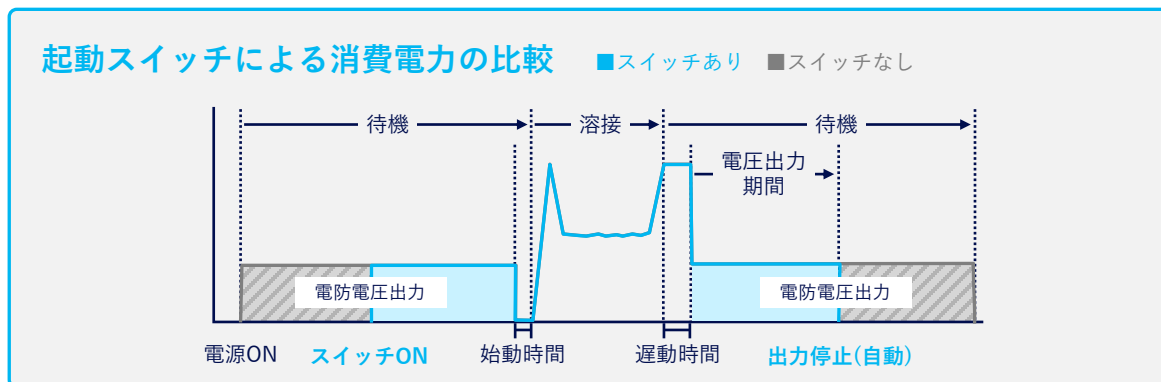 起動スイッチによる消費電力の比較 ■スイッチあり ■スイッチなし
待機 溶接 待機
電圧出力
期間
電防電圧出力 電防電圧出力
電源ON スイッチON 始動時間 遅動時間 出力停止(自動)